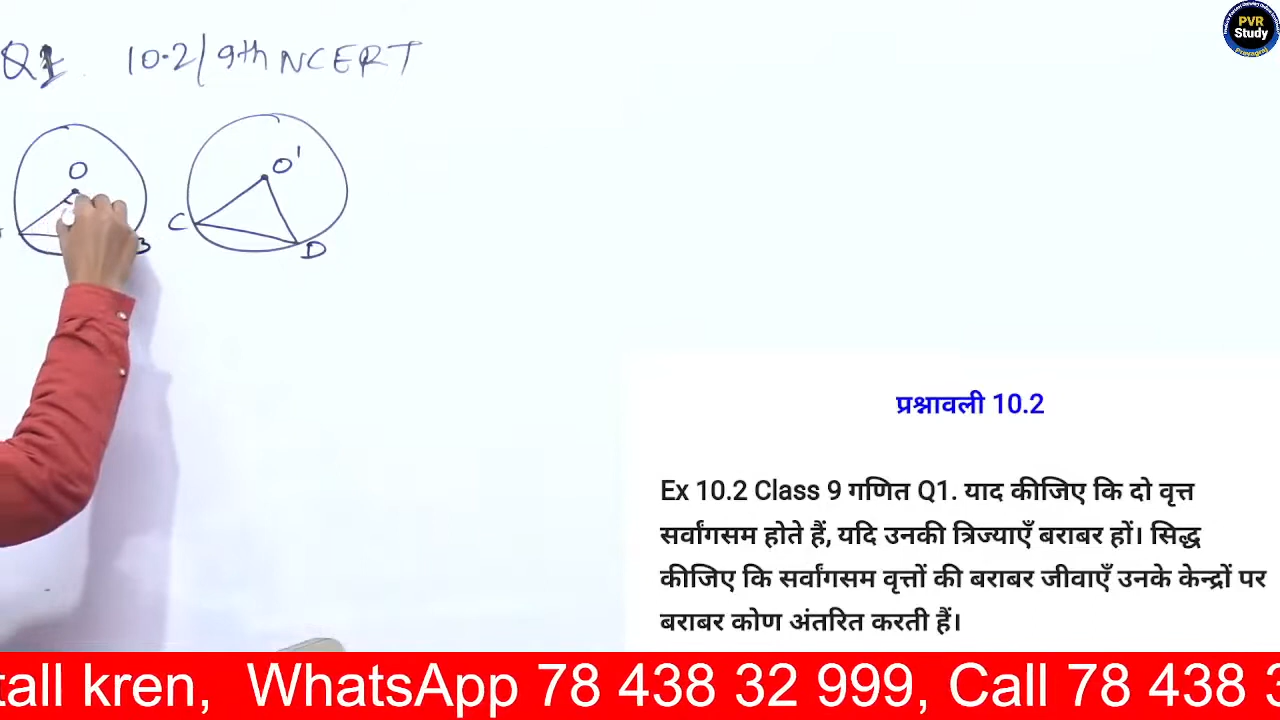 Q1 10.2/9th NCERT
PVR
Study
Prayagraj
O
O'
B
C
D
प्रश्नावली 10.2
Ex 10.2 Class 9 गणित Q1. याद कीजिए कि दो वृत्त
सर्वांगसम होते हैं, यदि उनकी त्रिज्याएँ बराबर हों। सिद्ध
कीजिए कि सर्वांगसम वृत्तों की बराबर जीवाएँ उनके केन्द्रों पर
बराबर कोण अंतरित करती हैं।
tall kren, WhatsApp 78 438 32 999, Call 78 438 3